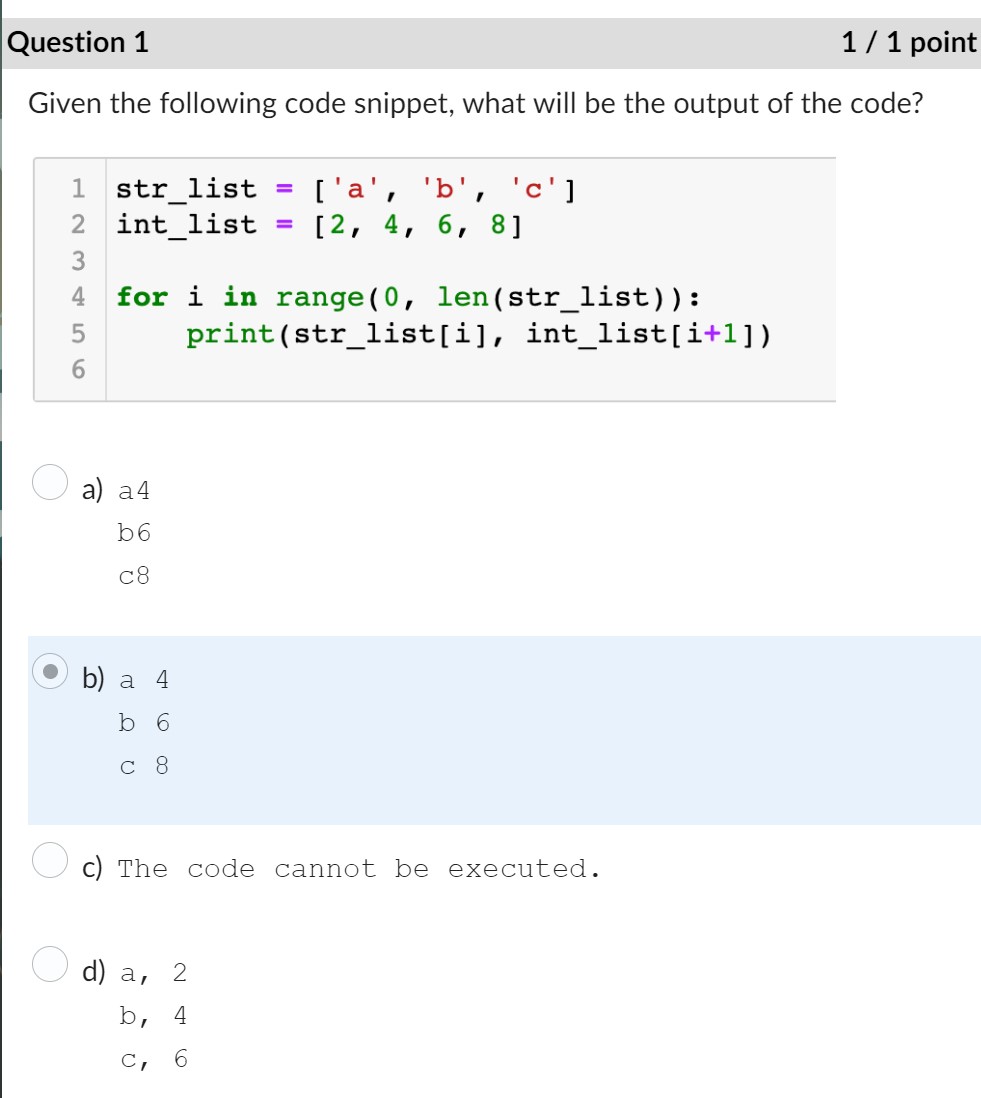 Question 1 1 / 1 point
Given the following code snippet, what will be the output of the code?
1 str_list = ['a', 'b', 'c']
2 int_list = [2, 4, 6, 8]
3
4 for i in range(0, len(str_list)):
5     print(str_list[i], int_list[i+1])
6
a) a4
b6
c8
b) a 4
b 6
c 8
c) The code cannot be executed.
d) a, 2
b, 4
c, 6